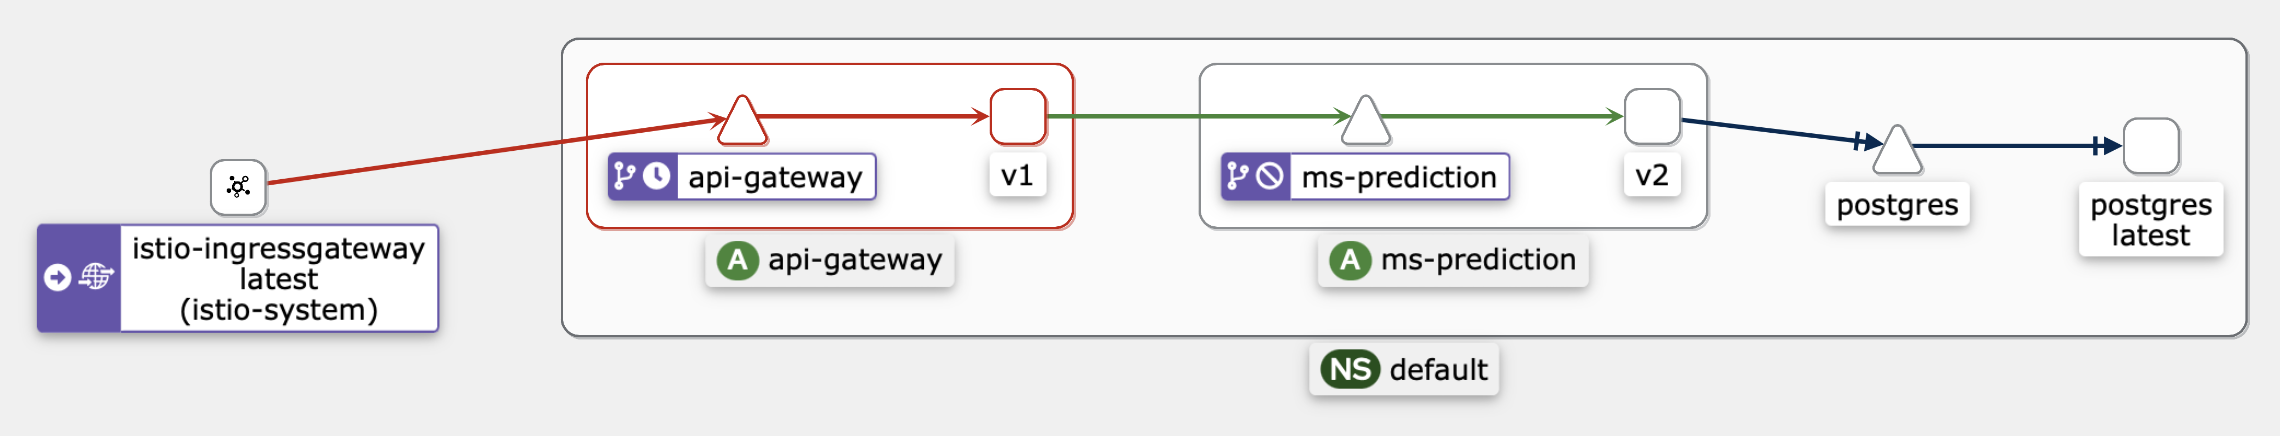 istio-ingressgateway
latest
(istio-system)
api-gateway
v1
A api-gateway
ms-prediction
v2
A ms-prediction
postgres
postgres
latest
NS default